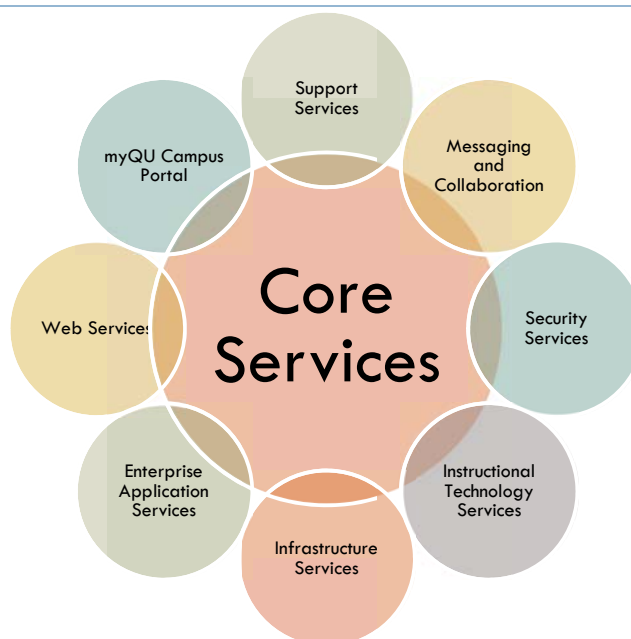 Support
Services
Messaging
and
Collaboration
myQU Campus
Portal
Core
Services
Security
Services
Web Services
Instructional
Technology
Services
Enterprise
Application
Services
Infrastructure
Services